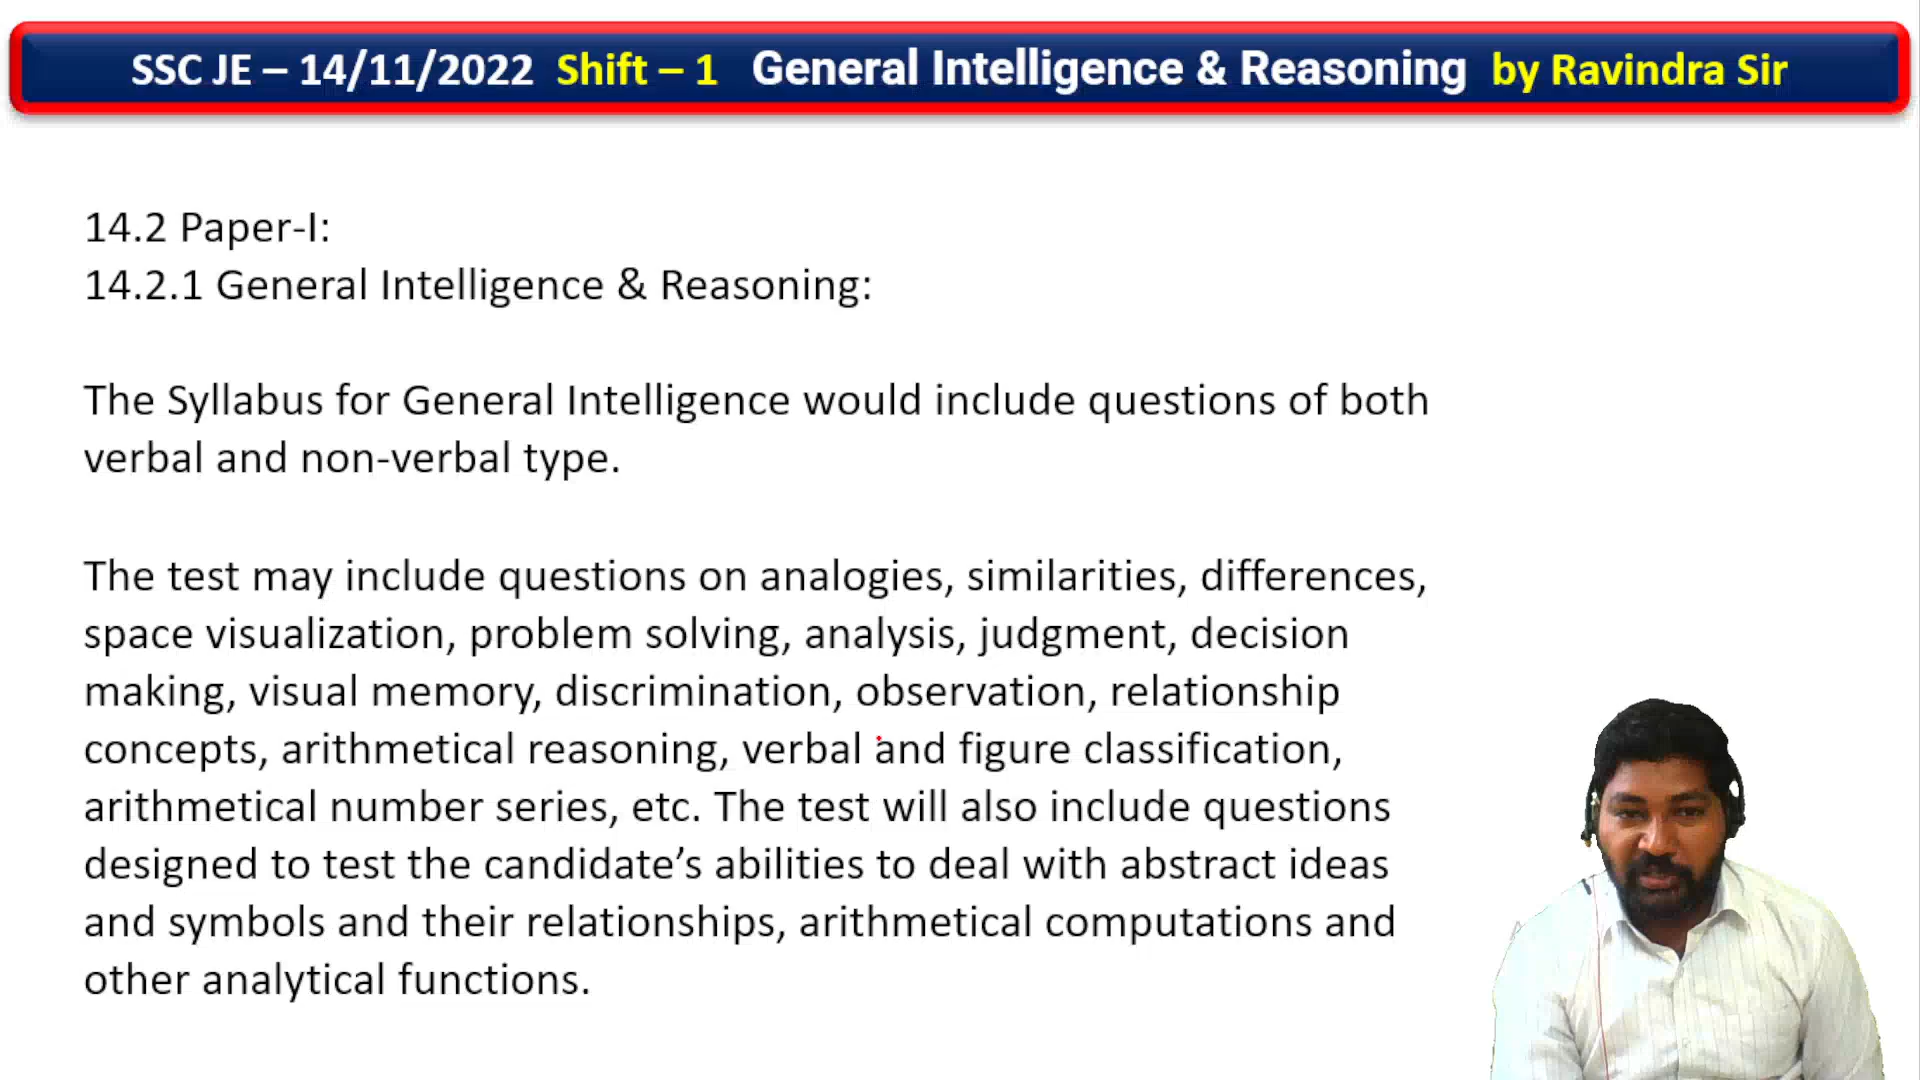 SSC JE – 14/11/2022 Shift – 1 General Intelligence & Reasoning by Ravindra Sir
14.2 Paper-I:
14.2.1 General Intelligence & Reasoning:
The Syllabus for General Intelligence would include questions of both
verbal and non-verbal type.
The test may include questions on analogies, similarities, differences,
space visualization, problem solving, analysis, judgment, decision
making, visual memory, discrimination, observation, relationship
concepts, arithmetical reasoning, verbal and figure classification,
arithmetical number series, etc. The test will also include questions
designed to test the candidate’s abilities to deal with abstract ideas
and symbols and their relationships, arithmetical computations and
other analytical functions.